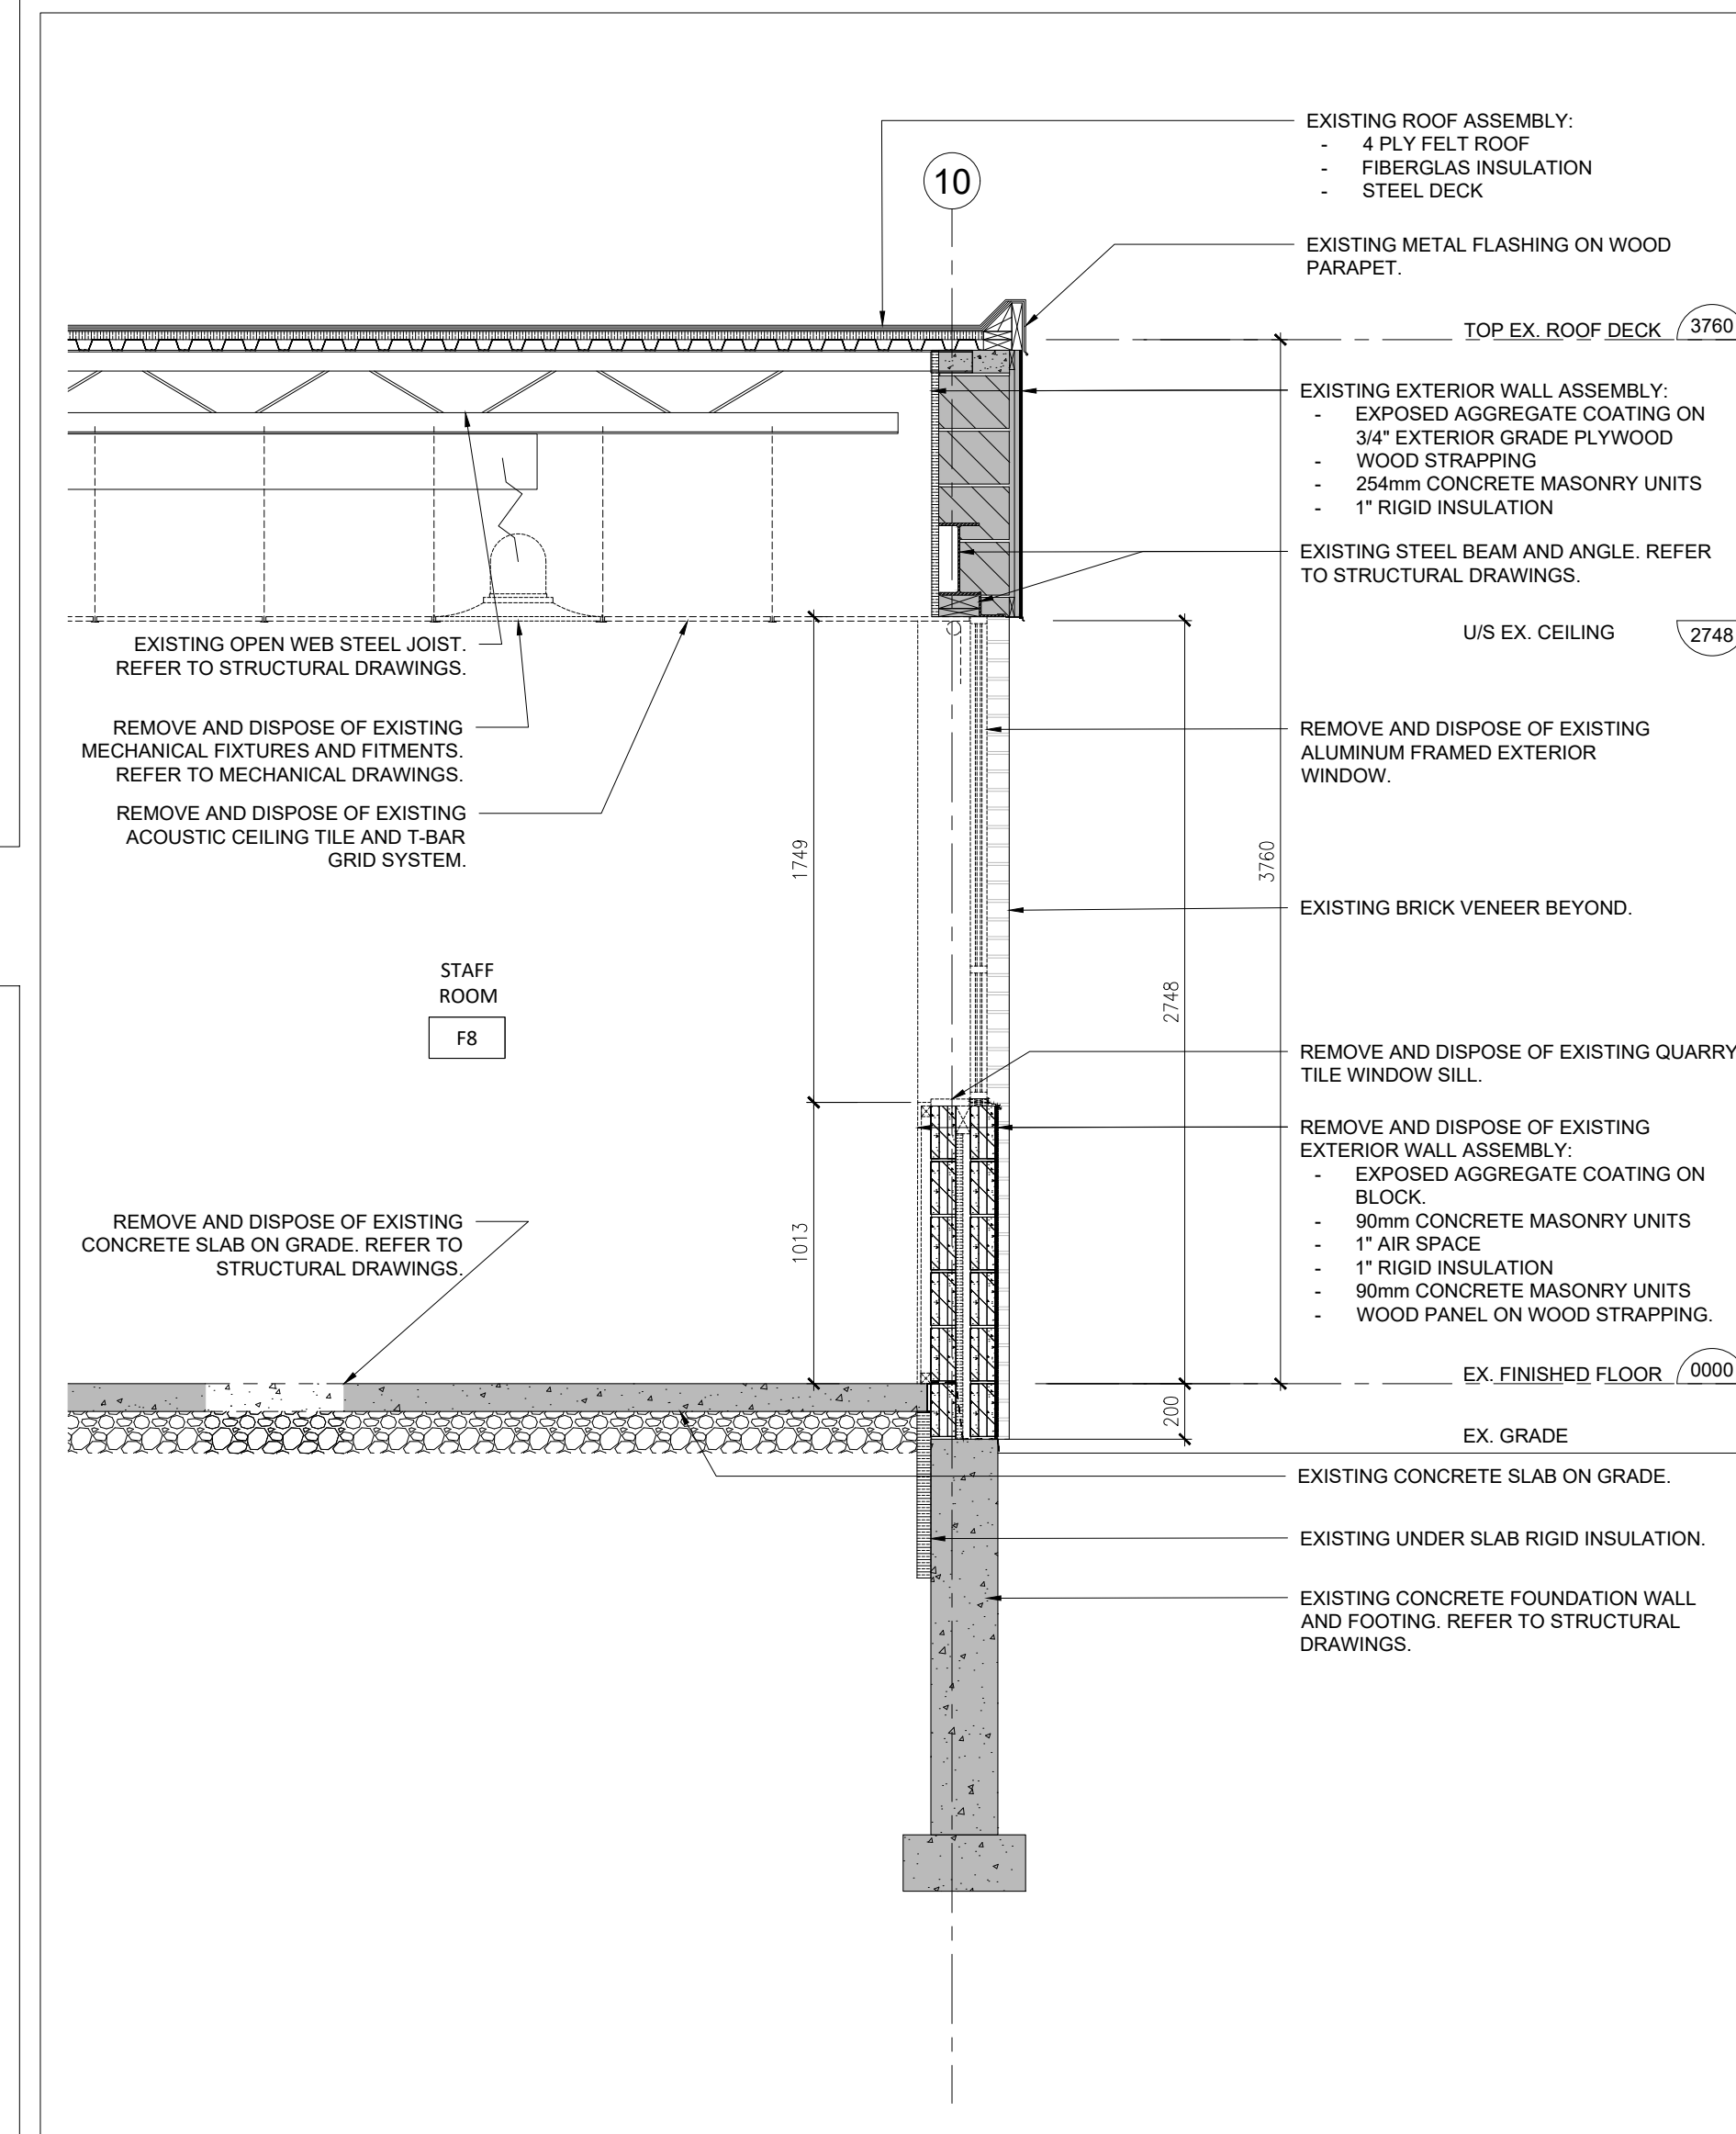 10
EXISTING ROOF ASSEMBLY:
- 4 PLY FELT ROOF
- FIBERGLAS INSULATION
- STEEL DECK
EXISTING METAL FLASHING ON WOOD
PARAPET.
TOP EX. ROOF DECK 3760
EXISTING EXTERIOR WALL ASSEMBLY:
- EXPOSED AGGREGATE COATING ON
3/4" EXTERIOR GRADE PLYWOOD
- WOOD STRAPPING
- 254mm CONCRETE MASONRY UNITS
- 1" RIGID INSULATION
EXISTING STEEL BEAM AND ANGLE. REFER
TO STRUCTURAL DRAWINGS.
U/S EX. CEILING 2748
EXISTING OPEN WEB STEEL JOIST.
REFER TO STRUCTURAL DRAWINGS.
REMOVE AND DISPOSE OF EXISTING
MECHANICAL FIXTURES AND FITMENTS.
REFER TO MECHANICAL DRAWINGS.
REMOVE AND DISPOSE OF EXISTING
ACOUSTIC CEILING TILE AND T-BAR
GRID SYSTEM.
REMOVE AND DISPOSE OF EXISTING
ALUMINUM FRAMED EXTERIOR
WINDOW.
1749
3760
EXISTING BRICK VENEER BEYOND.
STAFF
ROOM
F8
2748
REMOVE AND DISPOSE OF EXISTING QUARRY
TILE WINDOW SILL.
REMOVE AND DISPOSE OF EXISTING
EXTERIOR WALL ASSEMBLY:
- EXPOSED AGGREGATE COATING ON
BLOCK.
- 90mm CONCRETE MASONRY UNITS
- 1" AIR SPACE
- 1" RIGID INSULATION
- 90mm CONCRETE MASONRY UNITS
- WOOD PANEL ON WOOD STRAPPING.
REMOVE AND DISPOSE OF EXISTING
CONCRETE SLAB ON GRADE. REFER TO
STRUCTURAL DRAWINGS.
1013
EX. FINISHED FLOOR 0000
200
EX. GRADE
EXISTING CONCRETE SLAB ON GRADE.
EXISTING UNDER SLAB RIGID INSULATION.
EXISTING CONCRETE FOUNDATION WALL
AND FOOTING. REFER TO STRUCTURAL
DRAWINGS.